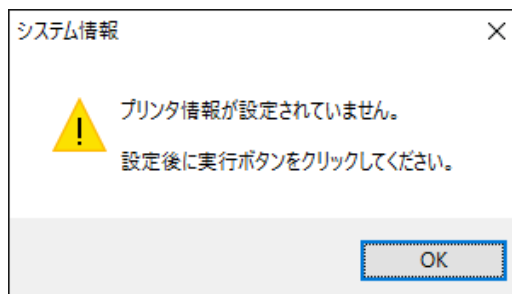 システム情報
プリンタ情報が設定されていません。
設定後に実行ボタンをクリックしてください。
OK